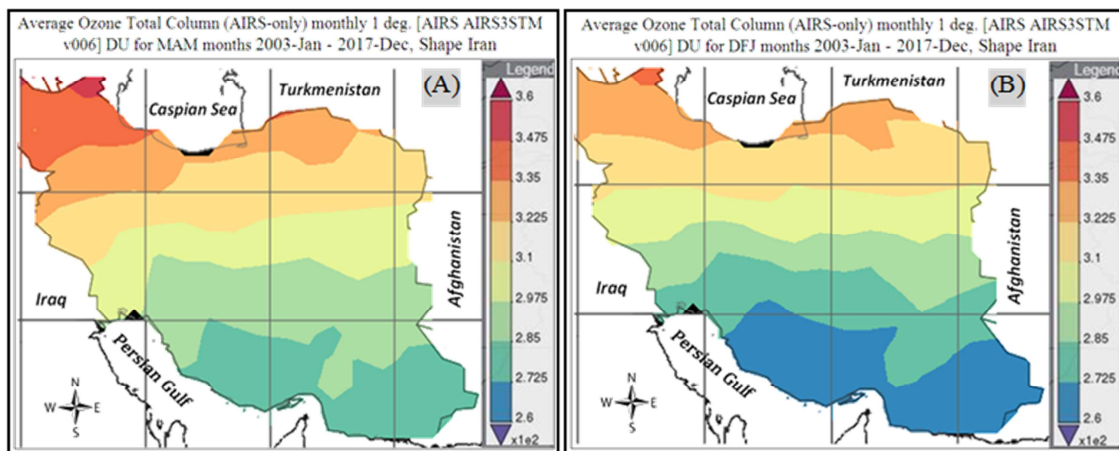 Average Ozone Total Column (AIRS-only) monthly 1 deg. [AIRS AIRS3STM
v006] DU for MAM months 2003-Jan - 2017-Dec, Shape Iran
Legend
(A)
Turkmenistan
Caspian Sea
3.6
3.475
3.35
3.225
3.1
2.975
2.85
2.725
2.6
x1e2
Afghanistan
Iraq
Persian Gulf
N
W E
S
Average Ozone Total Column (AIRS-only) monthly 1 deg. [AIRS AIRS3STM
v006] DU for DFJ months 2003-Jan - 2017-Dec, Shape Iran
Legend
(B)
Turkmenistan
Caspian Sea
3.6
3.475
3.35
3.225
3.1
2.975
2.85
2.725
2.6
x1e2
Afghanistan
Iraq
Persian Gulf
N
W E
S